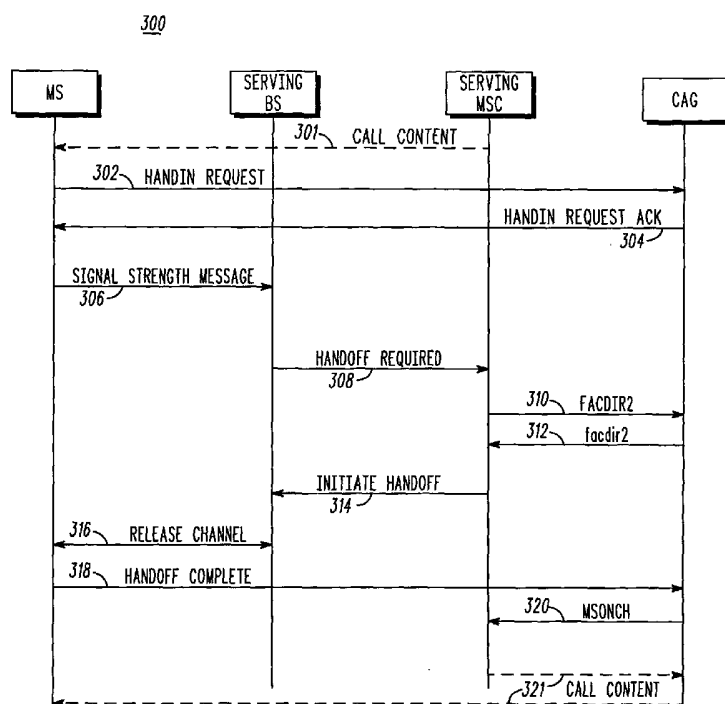 300
MS
SERVING
BS
SERVING
MSC
CAG
301 CALL CONTENT
302 HANDIN REQUEST
HANDIN REQUEST ACK
304
SIGNAL STRENGTH MESSAGE
306
HANDOFF REQUIRED
308
310 FACDIR2
312 facdir2
INITIATE HANDOFF
314
316 RELEASE CHANNEL
318 HANDOFF COMPLETE
320 MSONCH
321 CALL CONTENT